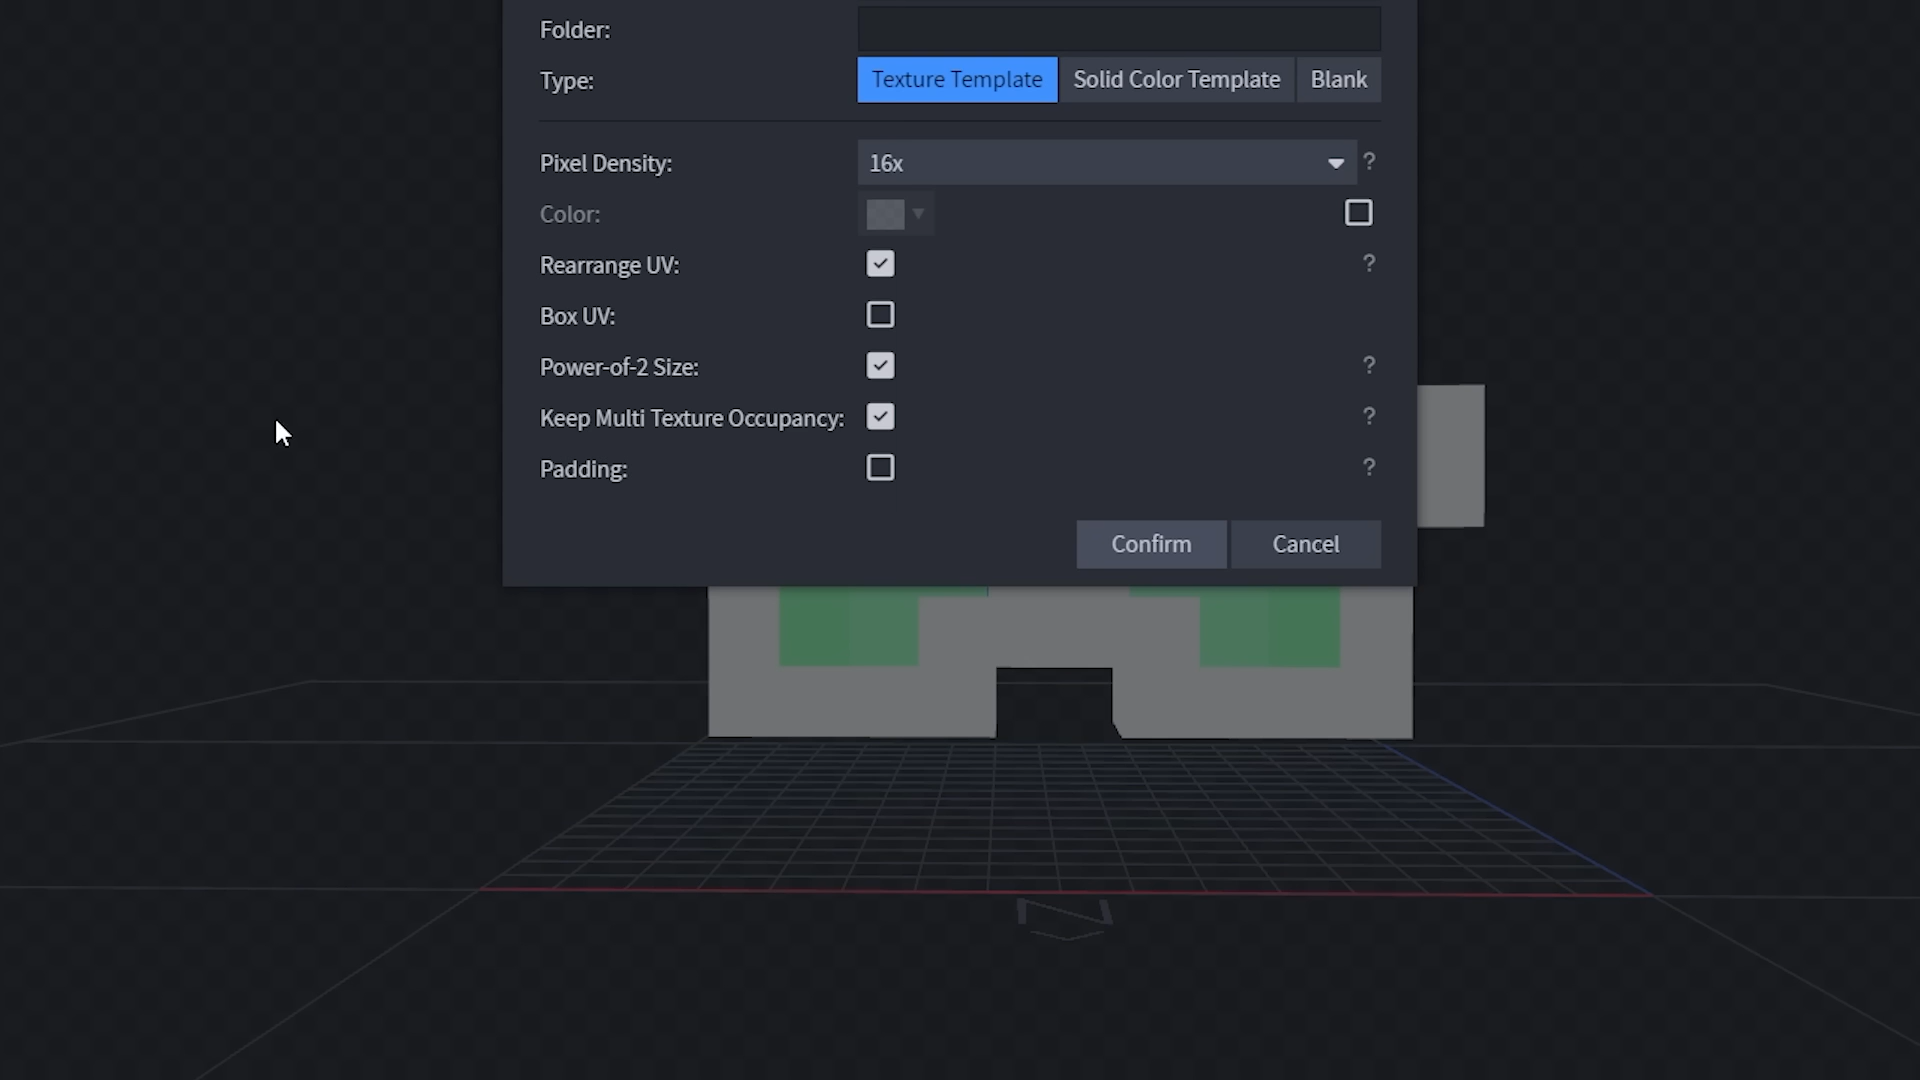 Folder:
Type: Texture Template Solid Color Template Blank
Pixel Density: 16x ?
Color:
Rearrange UV: ?
Box UV:
Power-of-2 Size: ?
Keep Multi Texture Occupancy: ?
Padding: ?
Confirm Cancel
N